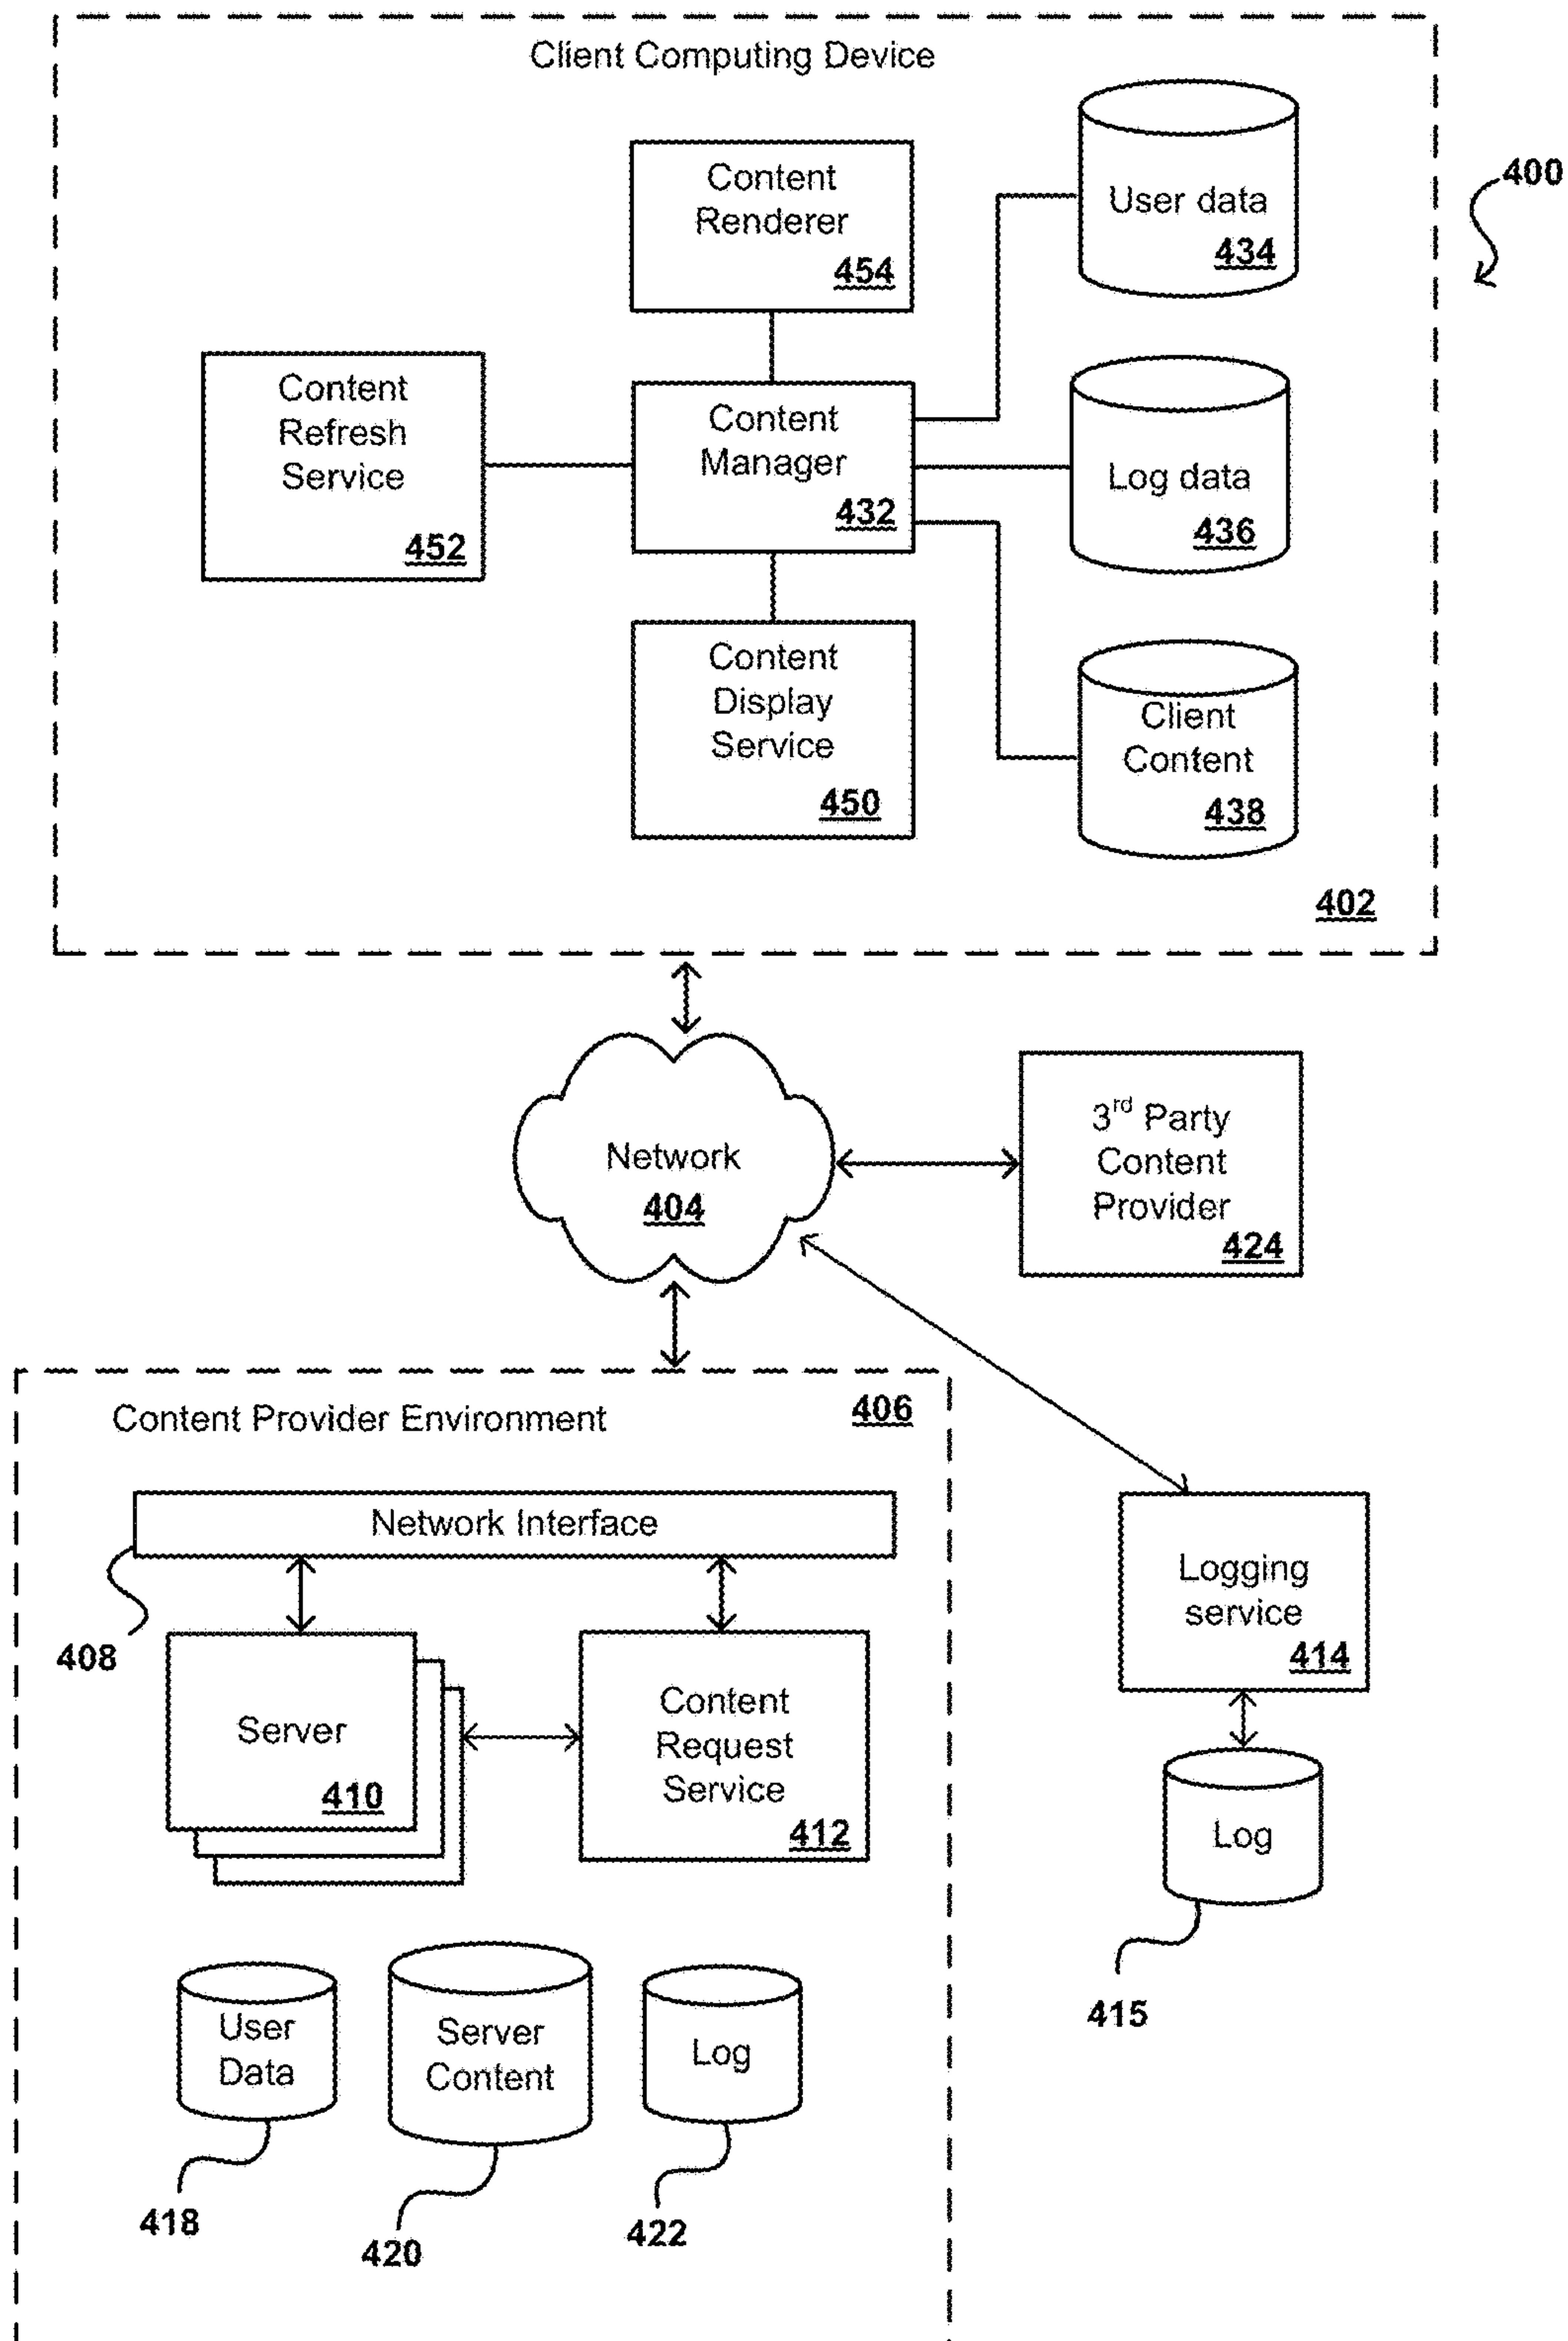 Client Computing Device
400
Content
Renderer
454
User data
434
Content
Refresh
Service
452
Content
Manager
432
Log data
436
Content
Display
Service
450
Client
Content
438
402
Network
404
3rd Party
Content
Provider
424
Content Provider Environment
406
Network Interface
408
Server
410
Content
Request
Service
412
Logging
service
414
Log
415
User
Data
418
Server
Content
420
Log
422